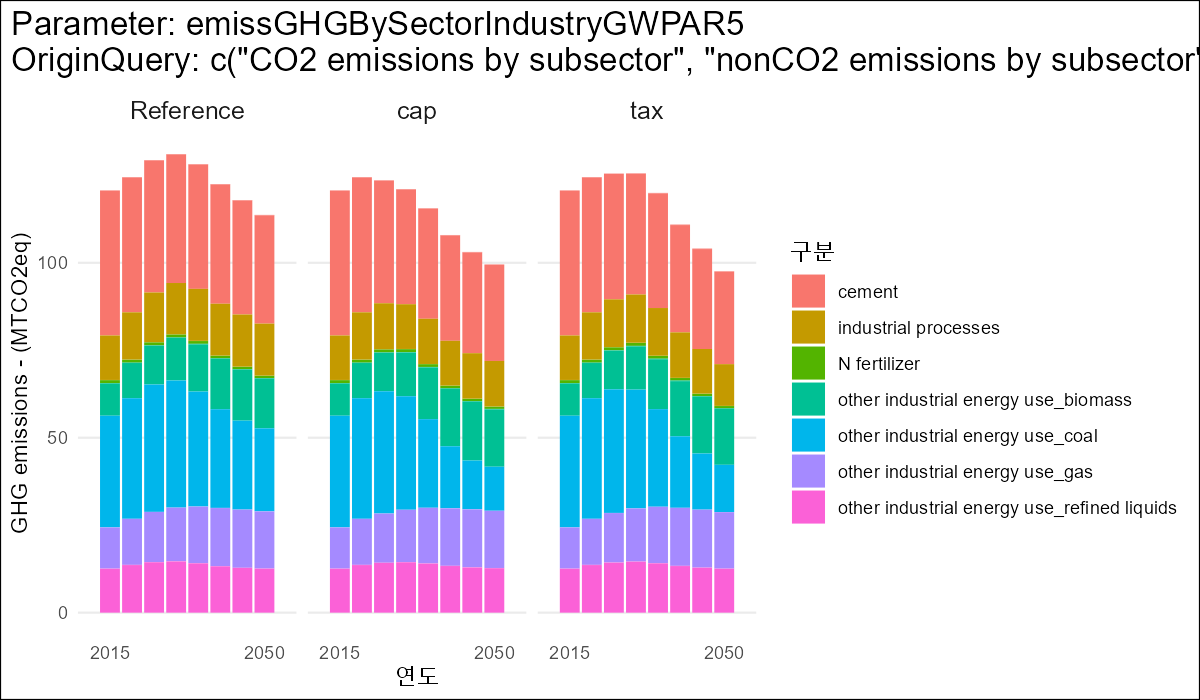 Parameter: emissGHGBySectorIndustryGWPAR5
OriginQuery: c("CO2 emissions by subsector", "nonCO2 emissions by subsector"
Reference cap tax
GHG emissions - (MTCO2eq)
100
50
0
2015 2050 2015 2050 2015 2050
연도
구분
cement
industrial processes
N fertilizer
other industrial energy use_biomass
other industrial energy use_coal
other industrial energy use_gas
other industrial energy use_refined liquids